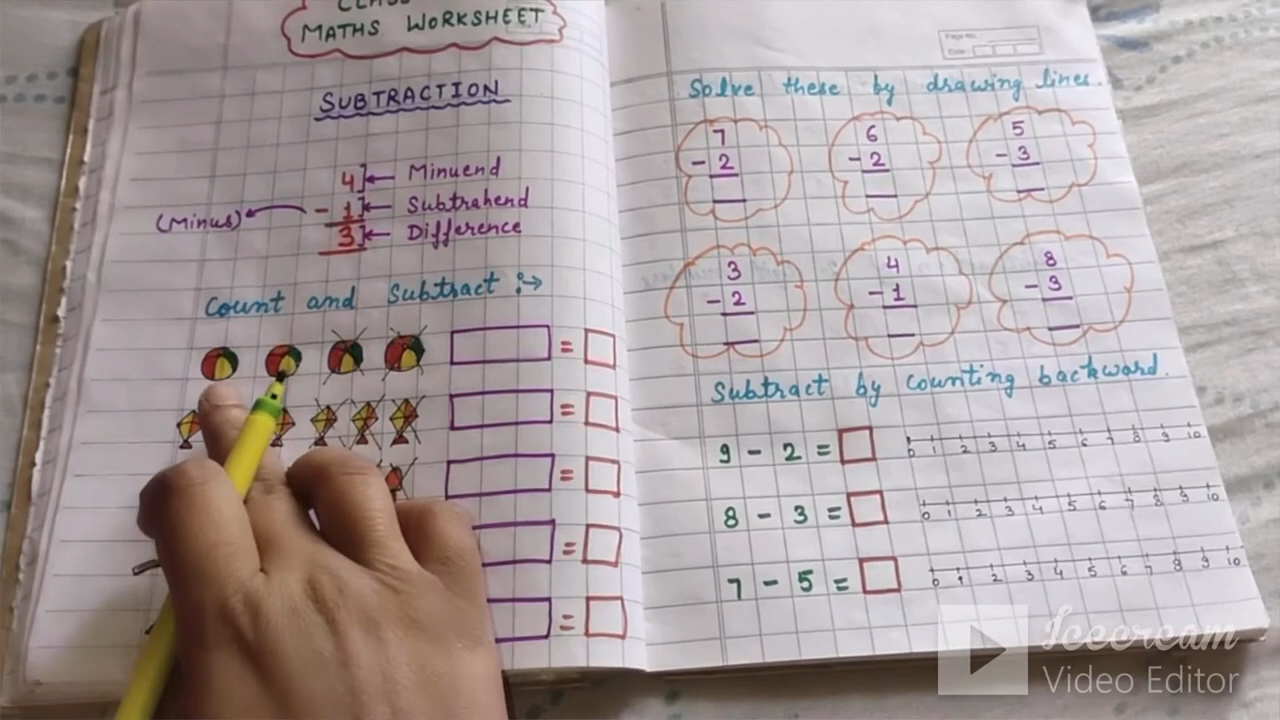 CLASS
MATHS WORKSHEET
SUBTRACTION
4 ← Minuend
(Minus) ← - 1 ← Subtrahend
3 ← Difference
Count and Subtract :→
=
=
=
=
=
Page No.
Date:
Solve these by drawing lines.
7 6 5
- 2 - 2 - 3
3 4 8
- 2 - 1 - 3
Subtract by counting backward.
9 - 2 = 0 1 2 3 4 5 6 7 8 9 10
8 - 3 = 0 1 2 3 4 5 6 7 8 9 10
7 - 5 = 0 1 2 3 4 5 6 7 8 9 10
Icecream
Video Editor